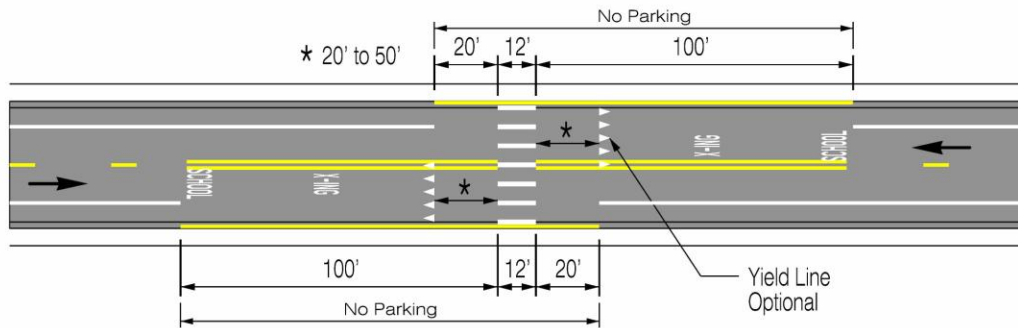 No Parking
* 20' to 50'
20'
12'
100'
*
X-ING
SCHOOL
SCHOOL
X-ING
*
100'
12'
20'
Yield Line
Optional
No Parking